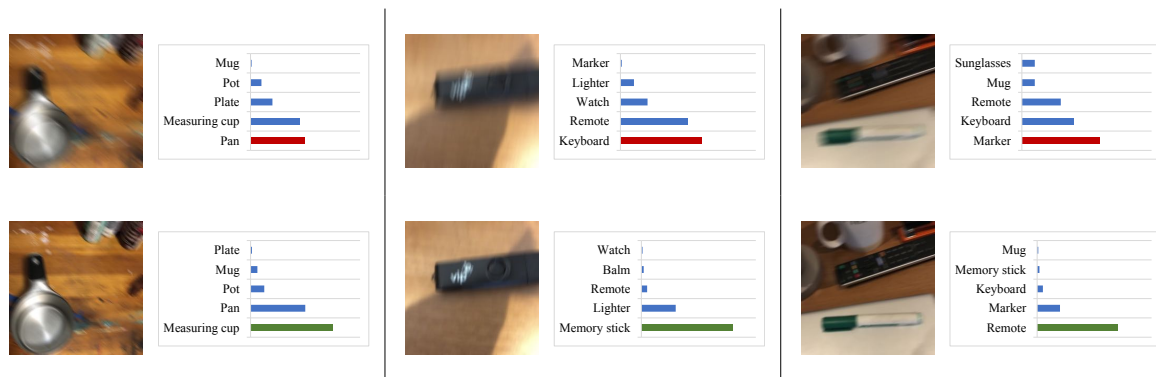 Mug
Pot
Plate
Measuring cup
Pan
Marker
Lighter
Watch
Remote
Keyboard
Sunglasses
Mug
Remote
Keyboard
Marker
Plate
Mug
Pot
Pan
Measuring cup
Watch
Balm
Remote
Lighter
Memory stick
Mug
Memory stick
Keyboard
Marker
Remote